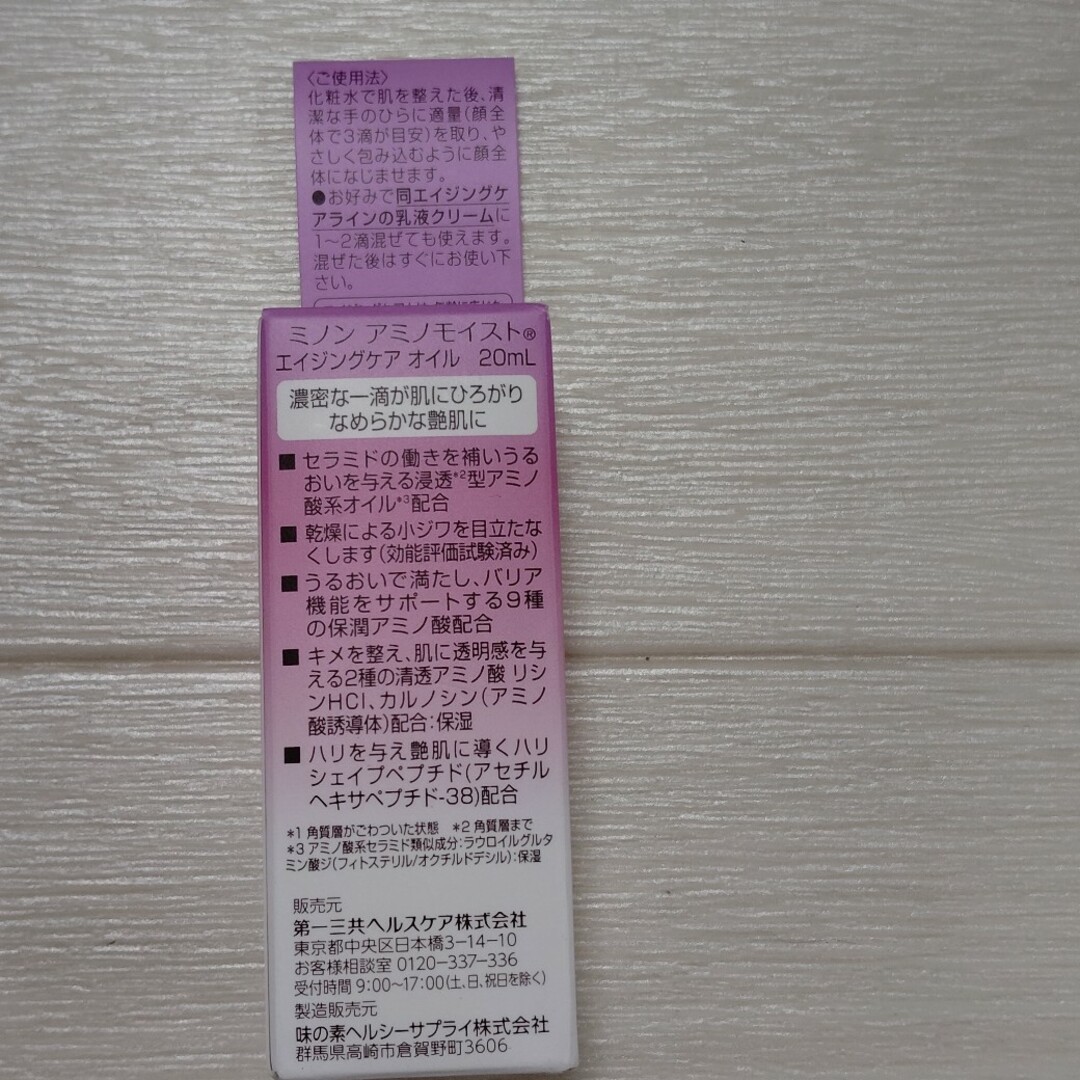 〈ご使用法〉
化粧水で肌を整えた後、清
潔な手のひらに適量(顔全
体で3滴が目安)を取り、や
さしく包み込むように顔全
体になじませます。
●お好みで同エイジングケ
アラインの乳液クリームに
1〜2滴混ぜても使えます。
混ぜた後はすぐにお使い下
さい。
ミノン アミノモイスト®
エイジングケア オイル 20mL
濃密な一滴が肌にひろがり
なめらかな艶肌に
■ セラミドの働きを補いうる
おいを与える浸透*2型アミノ
酸系オイル*3配合
■ 乾燥による小ジワを目立たな
くします(効能評価試験済み)
■ うるおいで満たし、バリア
機能をサポートする9種
の保潤アミノ酸配合
■ キメを整え、肌に透明感を与
える2種の清透アミノ酸 リシ
ンHCl、カルノシン(アミノ
酸誘導体)配合:保湿
■ ハリを与え艶肌に導くハリ
シェイプペプチド(アセチル
ヘキサペプチド-38)配合
*1 角質層がごわついた状態 *2 角質層まで
*3 アミノ酸系セラミド類似成分:ラウロイルグルタ
ミン酸ジ(フィトステリル/オクチルドデシル):保湿
販売元
第一三共ヘルスケア株式会社
東京都中央区日本橋3-14-10
お客様相談室 0120-337-336
受付時間 9:00〜17:00(土、日、祝日を除く)
製造販売元
味の素ヘルシーサプライ株式会社
群馬県高崎市倉賀野町3606